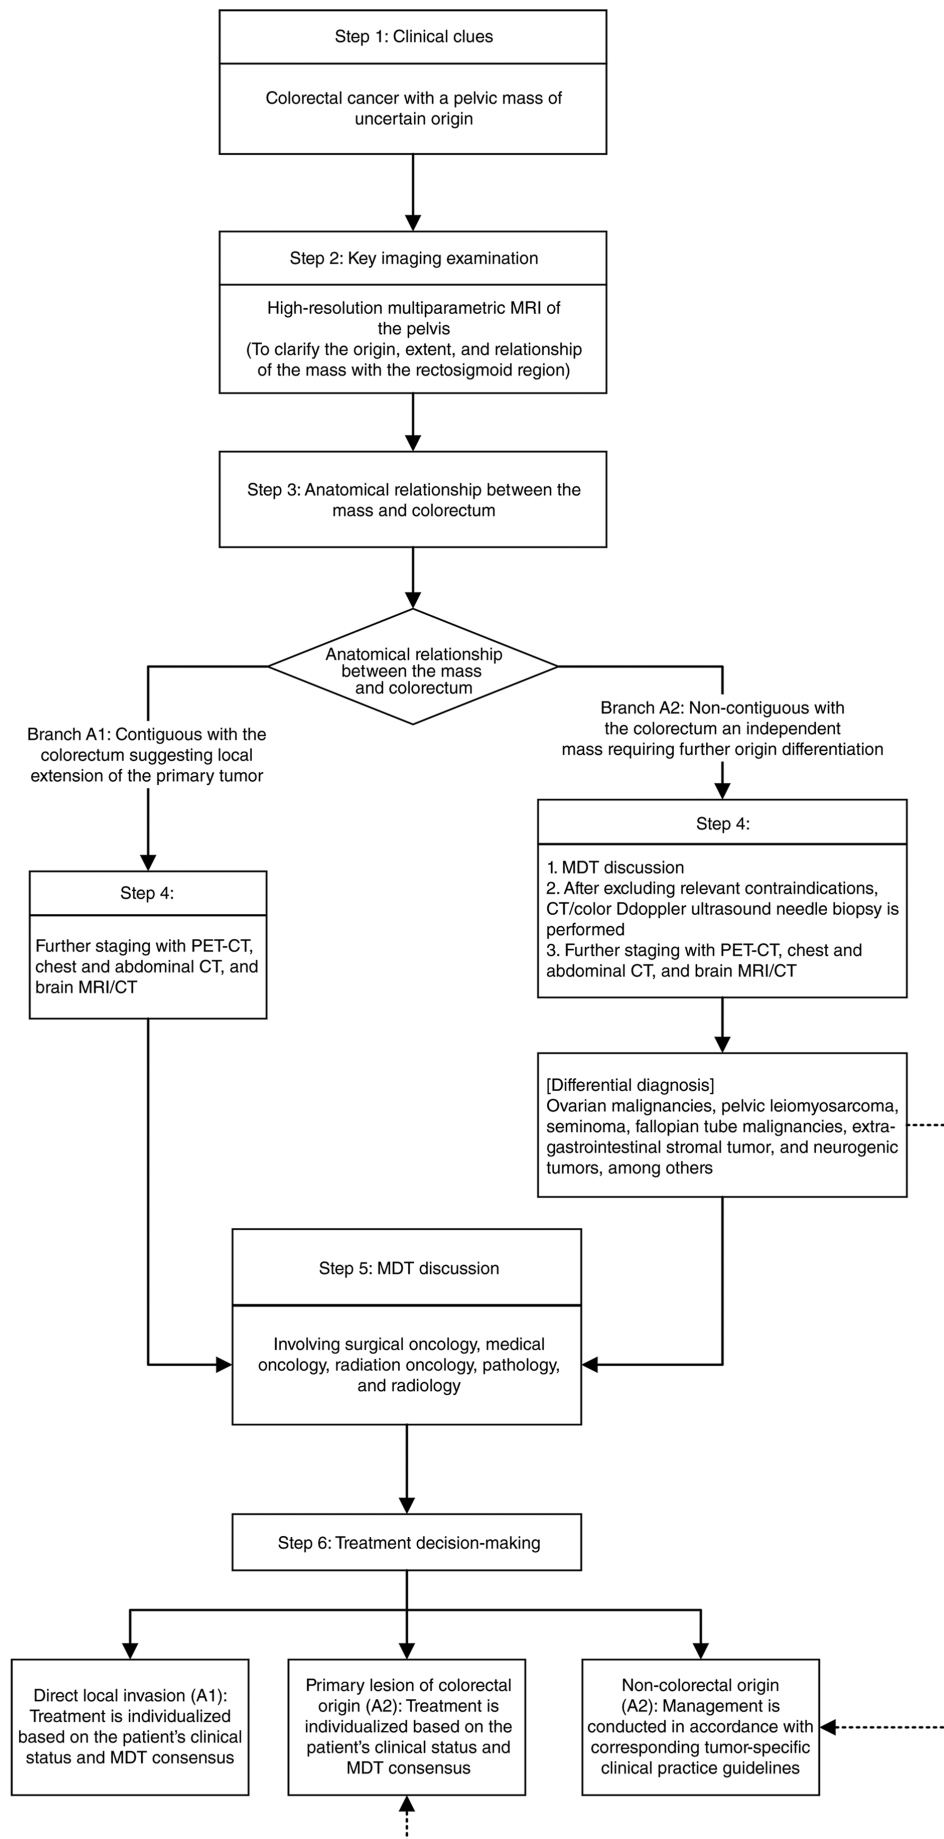 Step 1: Clinical clues
Colorectal cancer with a pelvic mass of
uncertain origin
Step 2: Key imaging examination
High-resolution multiparametric MRI of
the pelvis
(To clarify the origin, extent, and relationship
of the mass with the rectosigmoid region)
Step 3: Anatomical relationship between the
mass and colorectum
Anatomical relationship
between the mass
and colorectum
Branch A1: Contiguous with the
colorectum suggesting local
extension of the primary tumor
Branch A2: Non-contiguous with
the colorectum an independent
mass requiring further origin differentiation
Step 4:
Further staging with PET-CT,
chest and abdominal CT, and
brain MRI/CT
Step 4:
1. MDT discussion
2. After excluding relevant contraindications,
CT/color Ddoppler ultrasound needle biopsy is
performed
3. Further staging with PET-CT, chest and
abdominal CT, and brain MRI/CT
[Differential diagnosis]
Ovarian malignancies, pelvic leiomyosarcoma,
seminoma, fallopian tube malignancies, extra-
gastrointestinal stromal tumor, and neurogenic
tumors, among others
Step 5: MDT discussion
Involving surgical oncology, medical
oncology, radiation oncology, pathology,
and radiology
Step 6: Treatment decision-making
Direct local invasion (A1):
Treatment is individualized
based on the patient's clinical
status and MDT consensus
Primary lesion of colorectal
origin (A2): Treatment is
individualized based on the
patient's clinical status and
MDT consensus
Non-colorectal origin
(A2): Management is
conducted in accordance with
corresponding tumor-specific
clinical practice guidelines